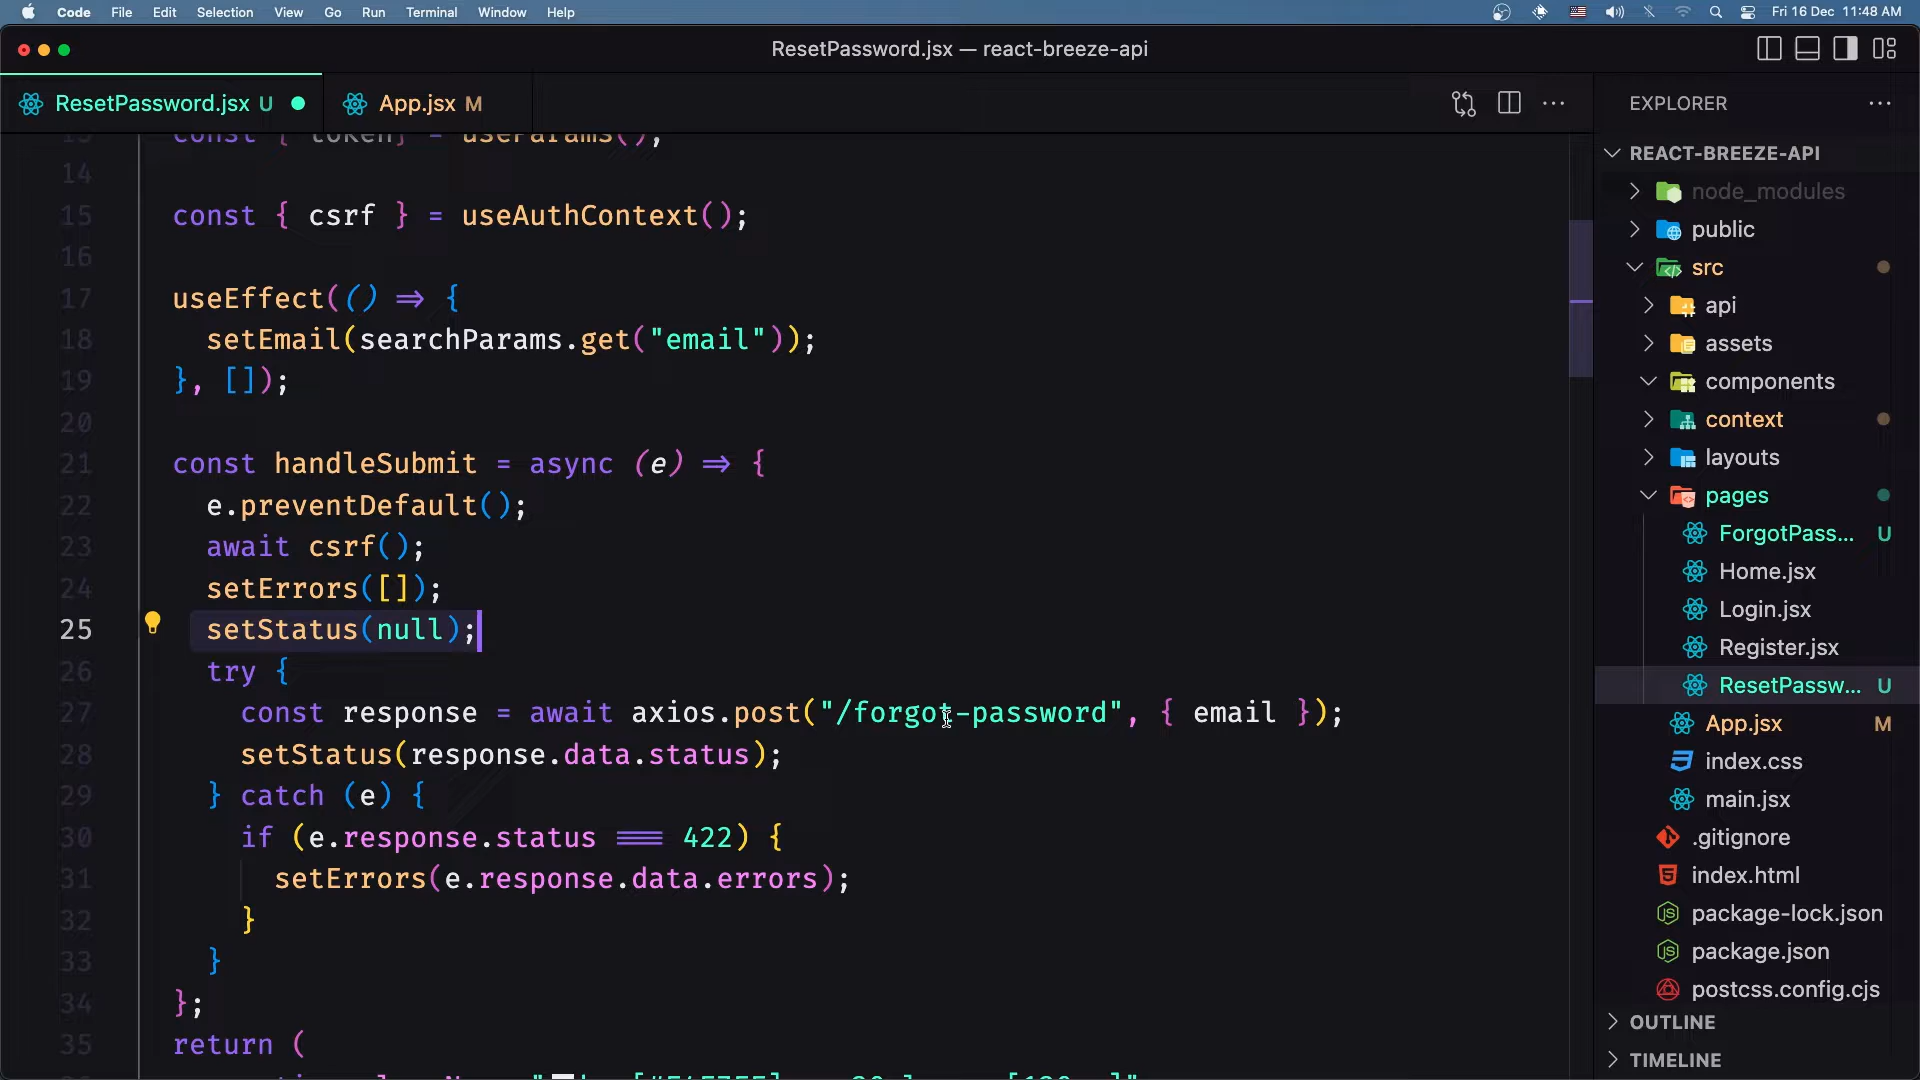 Code File Edit Selection View Go Run Terminal Window Help Fri 16 Dec 11:48 AM
ResetPassword.jsx — react-breeze-api
ResetPassword.jsx U
App.jsx M
13 const { token} = useParams();
14
15 const { csrf } = useAuthContext();
16
17 useEffect(() => {
18 setEmail(searchParams.get("email"));
19 }, []);
20
21 const handleSubmit = async (e) => {
22 e.preventDefault();
23 await csrf();
24 setErrors([]);
25 setStatus(null);
26 try {
27 const response = await axios.post("/forgot-password", { email });
28 setStatus(response.data.status);
29 } catch (e) {
30 if (e.response.status === 422) {
31 setErrors(e.response.data.errors);
32 }
33 }
34 };
35 return (
EXPLORER
REACT-BREEZE-API
node_modules
public
src
api
assets
components
context
layouts
pages
ForgotPass... U
Home.jsx
Login.jsx
Register.jsx
ResetPassw... U
App.jsx M
index.css
main.jsx
.gitignore
index.html
package-lock.json
package.json
postcss.config.cjs
OUTLINE
TIMELINE